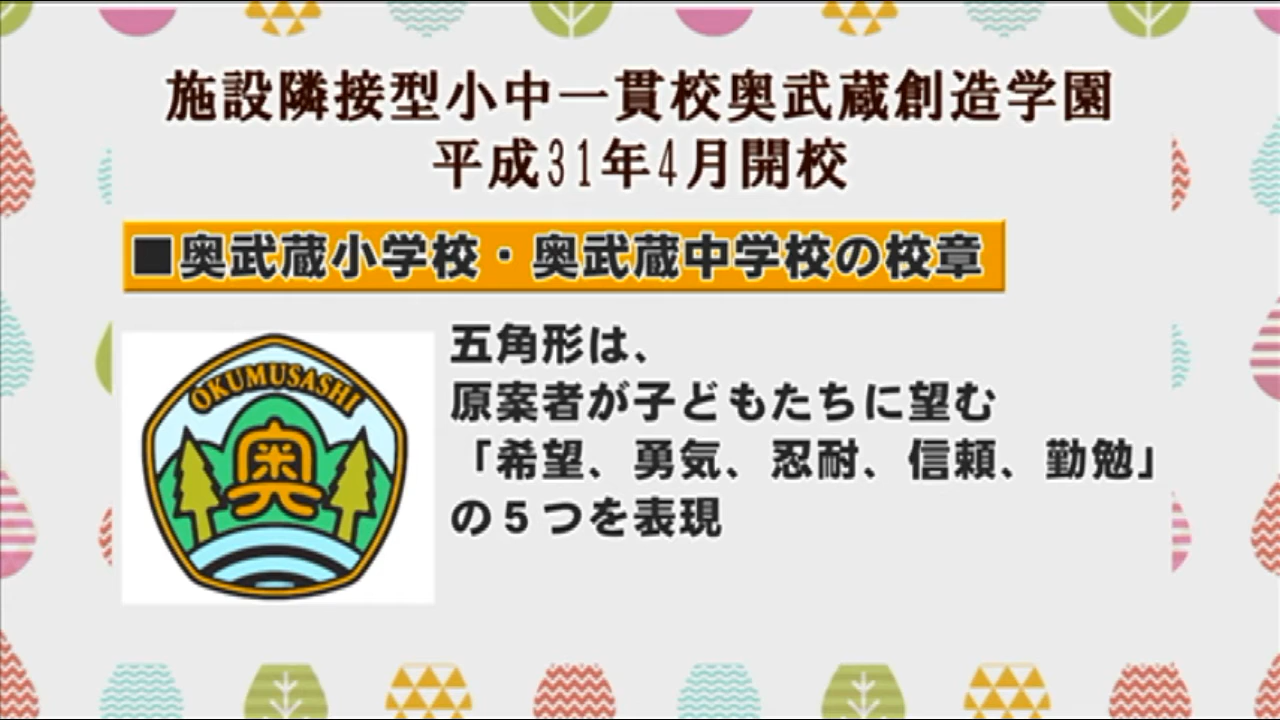 施設隣接型小中一貫校奥武蔵創造学園
平成31年4月開校
■奥武蔵小学校・奥武蔵中学校の校章
OKUMUSASHI
奥
五角形は、
原案者が子どもたちに望む
「希望、勇気、忍耐、信頼、勤勉」
の５つを表現